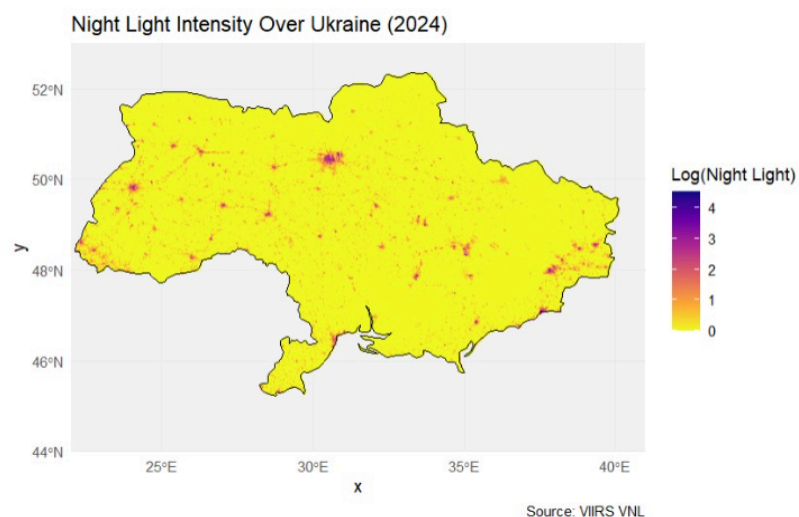 Night Light Intensity Over Ukraine (2024)
52°N
50°N
48°N
46°N
44°N
y
25°E
30°E
35°E
40°E
x
Log(Night Light)
4
3
2
1
0
Source: VIIRS VNL